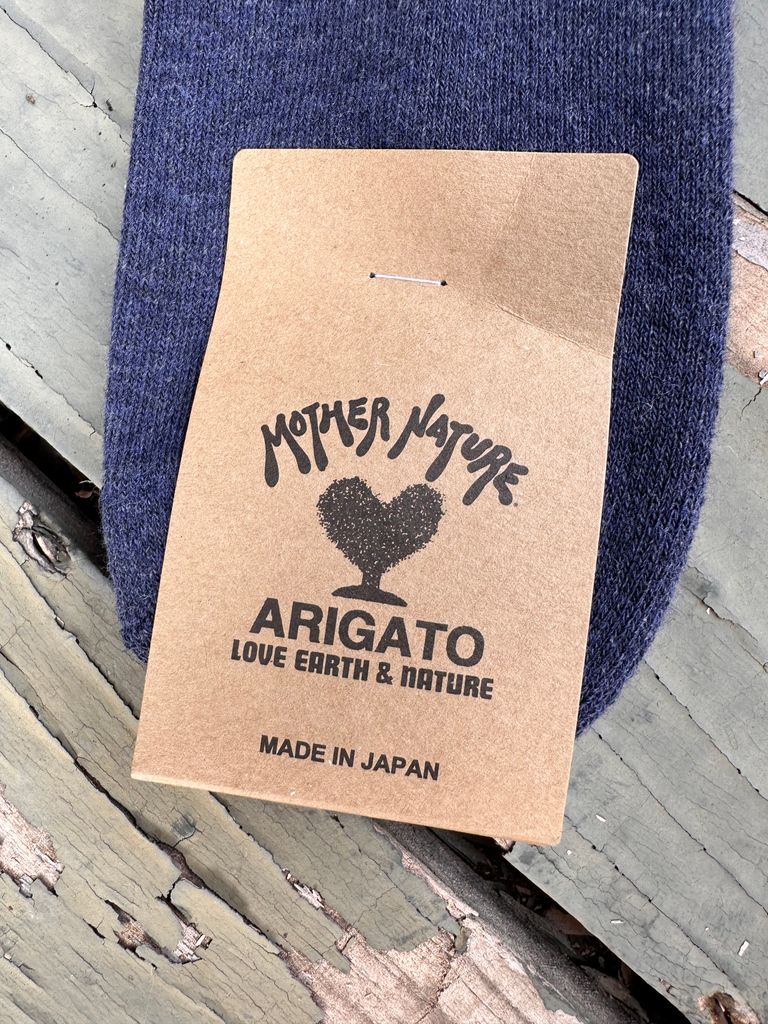 MOTHER NATURE
ARIGATO
LOVE EARTH & NATURE
MADE IN JAPAN